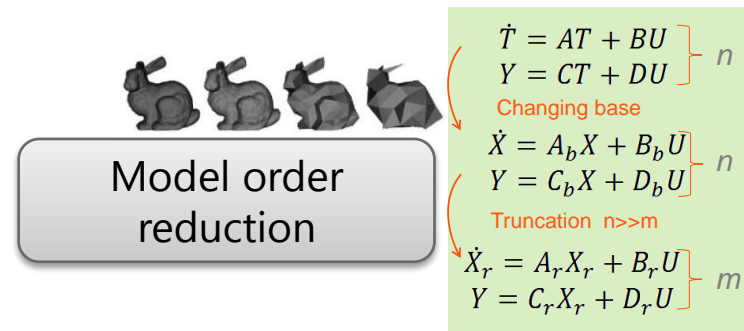 Model order
reduction
Ṫ = AT + BU
Y = CT + DU
n
Changing base
Ẋ = A_bX + B_bU
Y = C_bX + D_bU
n
Truncation n>>m
Ẋ_r = A_rX_r + B_rU
Y = C_rX_r + D_rU
m